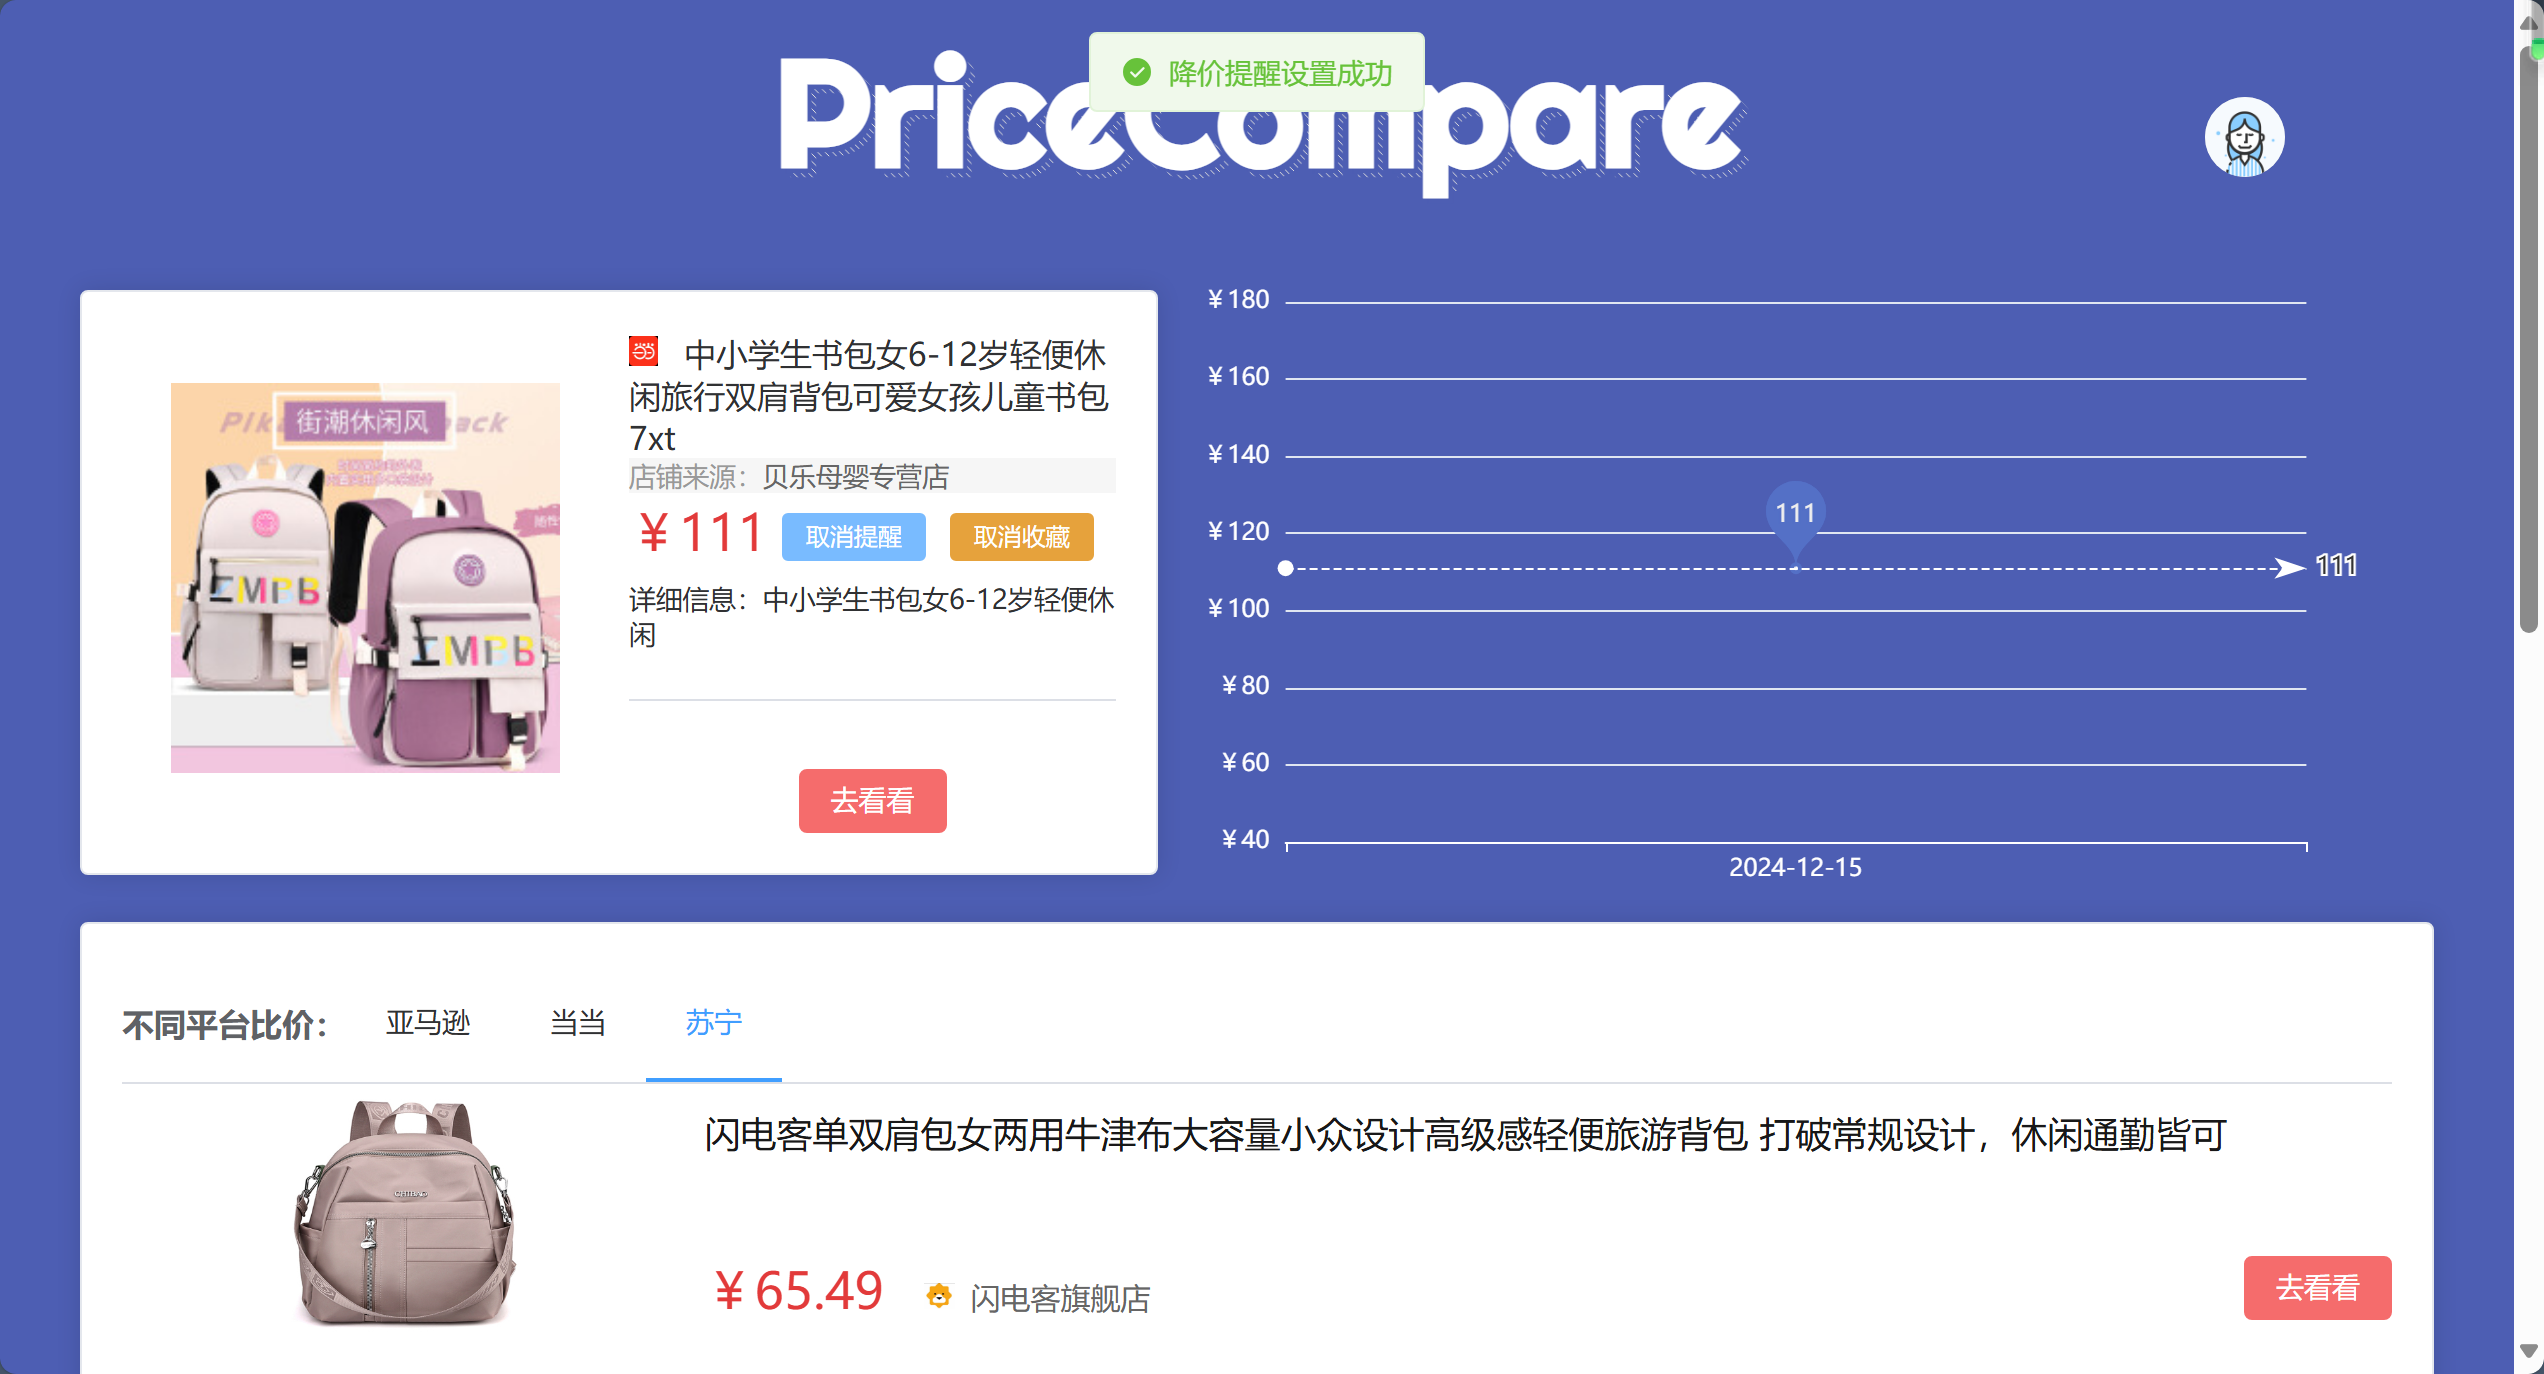 PriceCompare
降价提醒设置成功
中小学生书包女6-12岁轻便休
闲旅行双肩背包可爱女孩儿童书包
7xt
店铺来源：贝乐母婴专营店
¥ 111 取消提醒 取消收藏
详细信息：中小学生书包女6-12岁轻便休
闲
去看看
街潮休闲风
IMPB
IMPB
¥ 180
¥ 160
¥ 140
¥ 120
¥ 100
¥ 80
¥ 60
¥ 40
111
111
2024-12-15
不同平台比价： 亚马逊 当当 苏宁
闪电客单双肩包女两用牛津布大容量小众设计高级感轻便旅游背包 打破常规设计，休闲通勤皆可
¥ 65.49 闪电客旗舰店
去看看